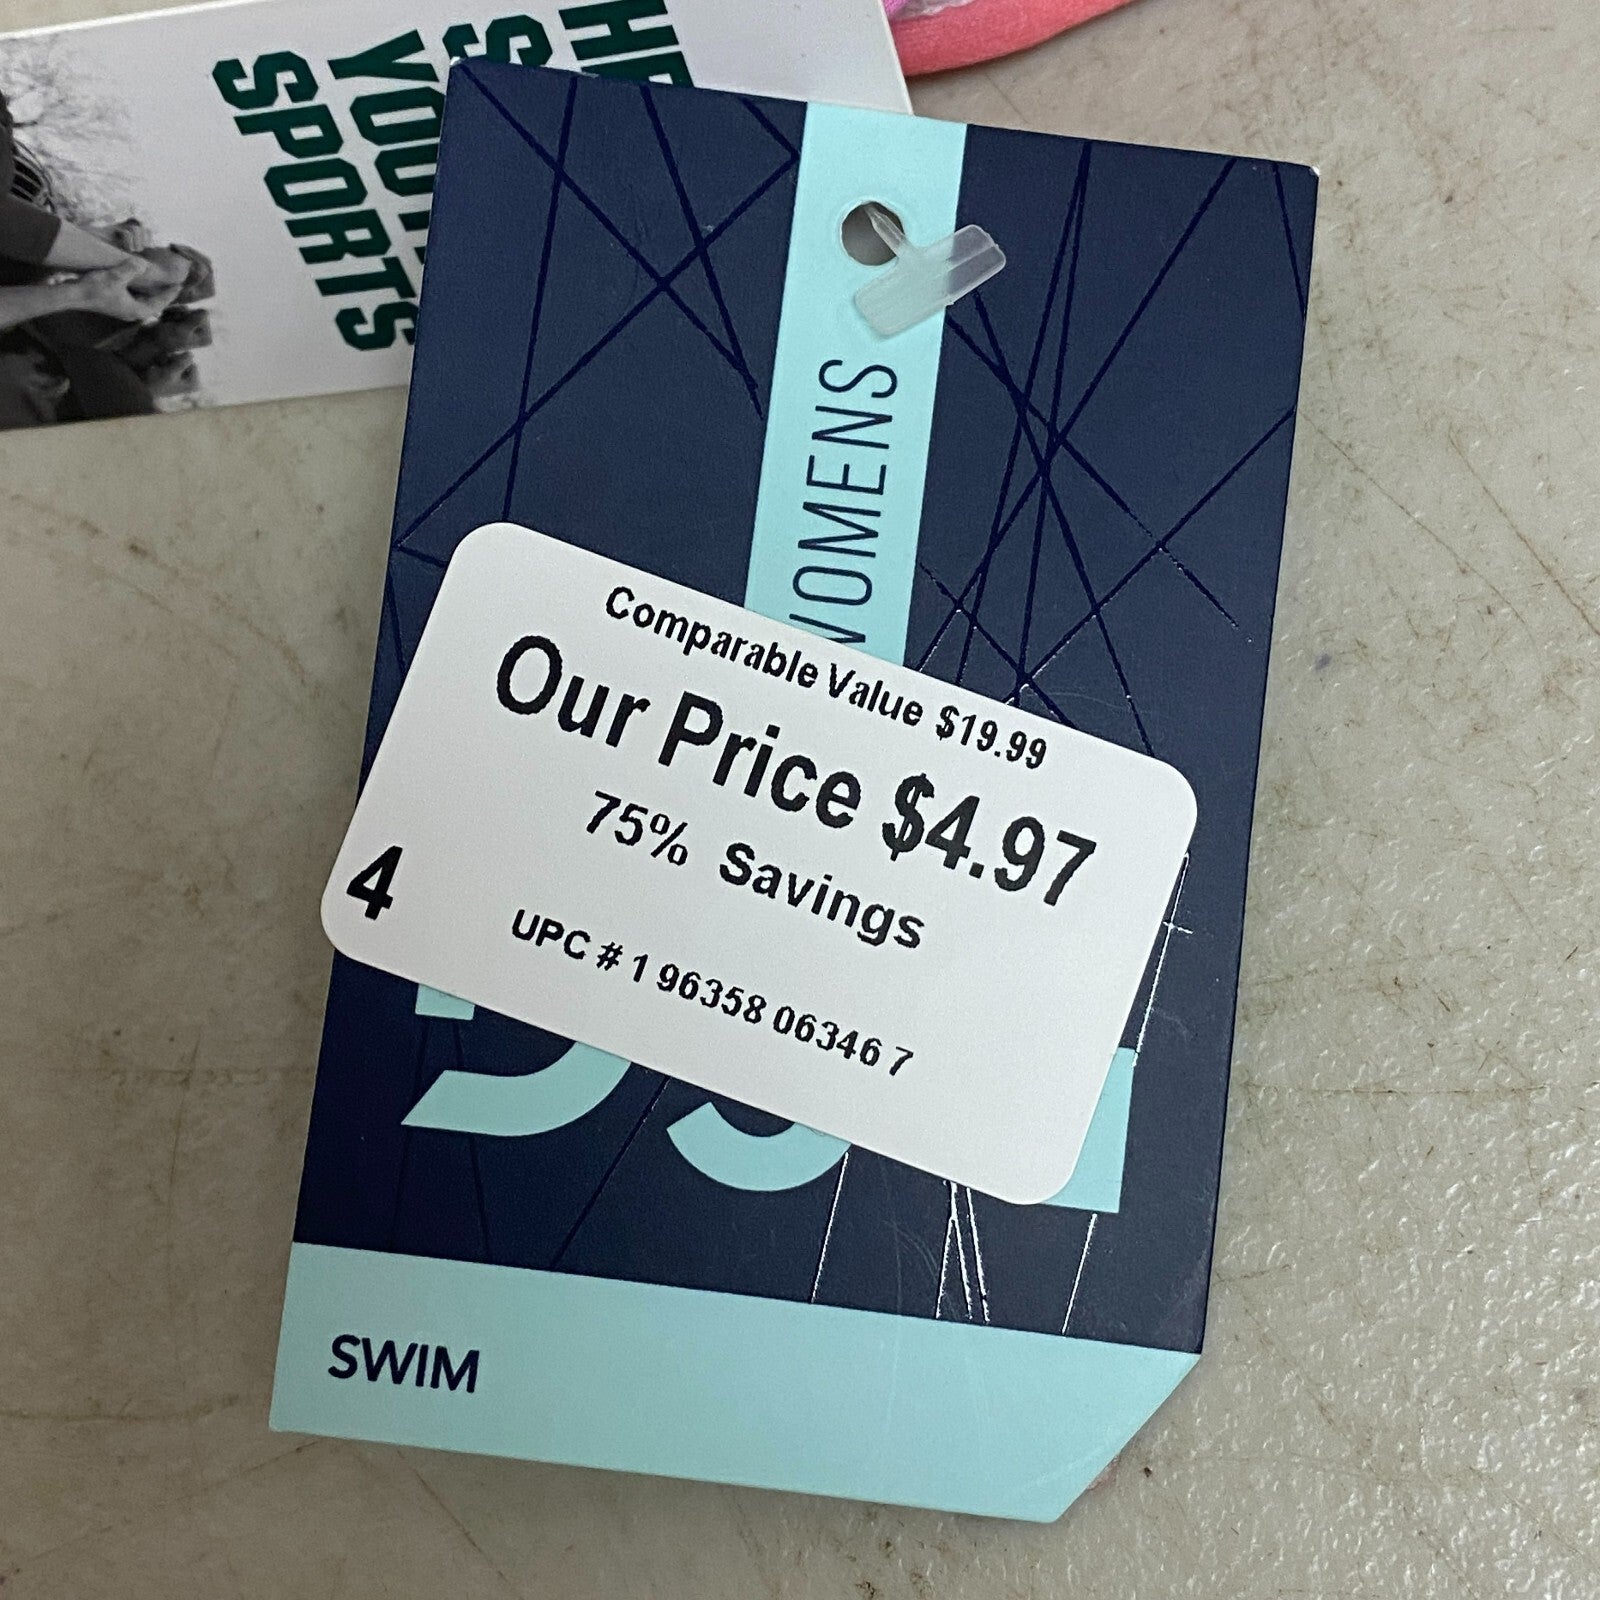 SPORTS
WOMENS
Comparable Value $19.99
Our Price $4.97
75% Savings
4
UPC # 1 96358 06346 7
SWIM